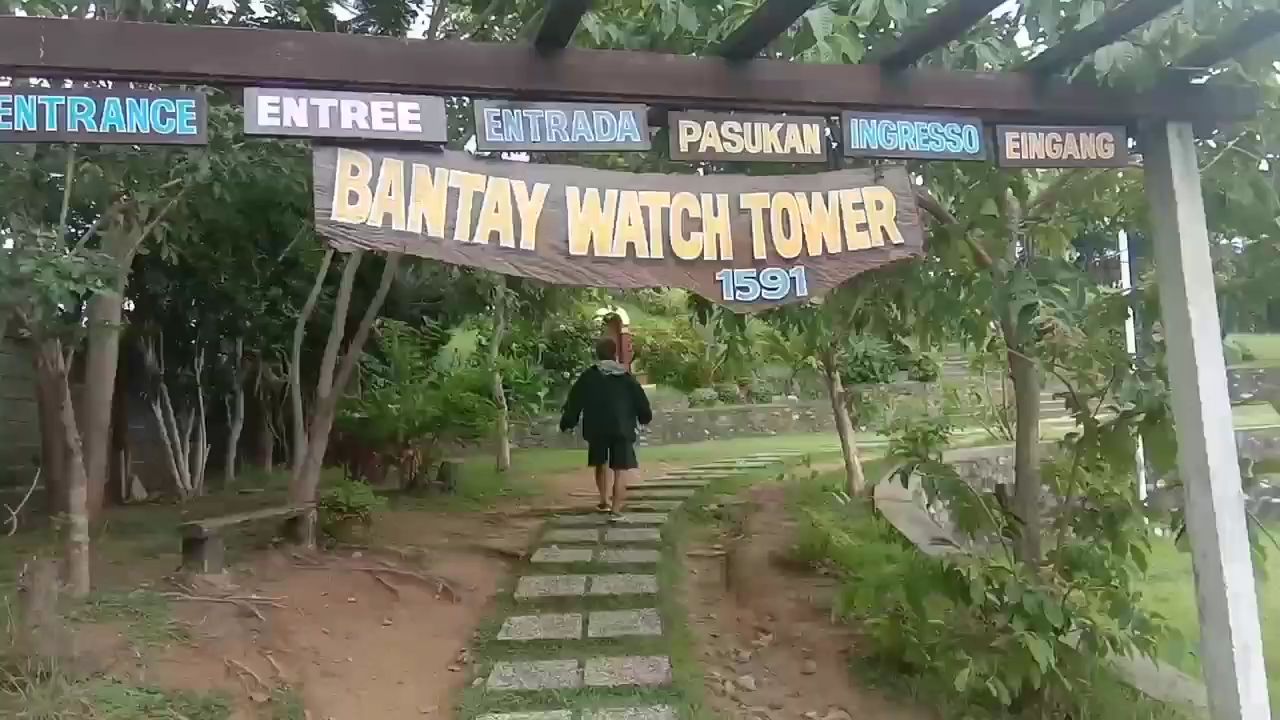 ENTRANCE ENTREE ENTRADA PASUKAN INGRESSO EINGANG
BANTAY WATCH TOWER
1591